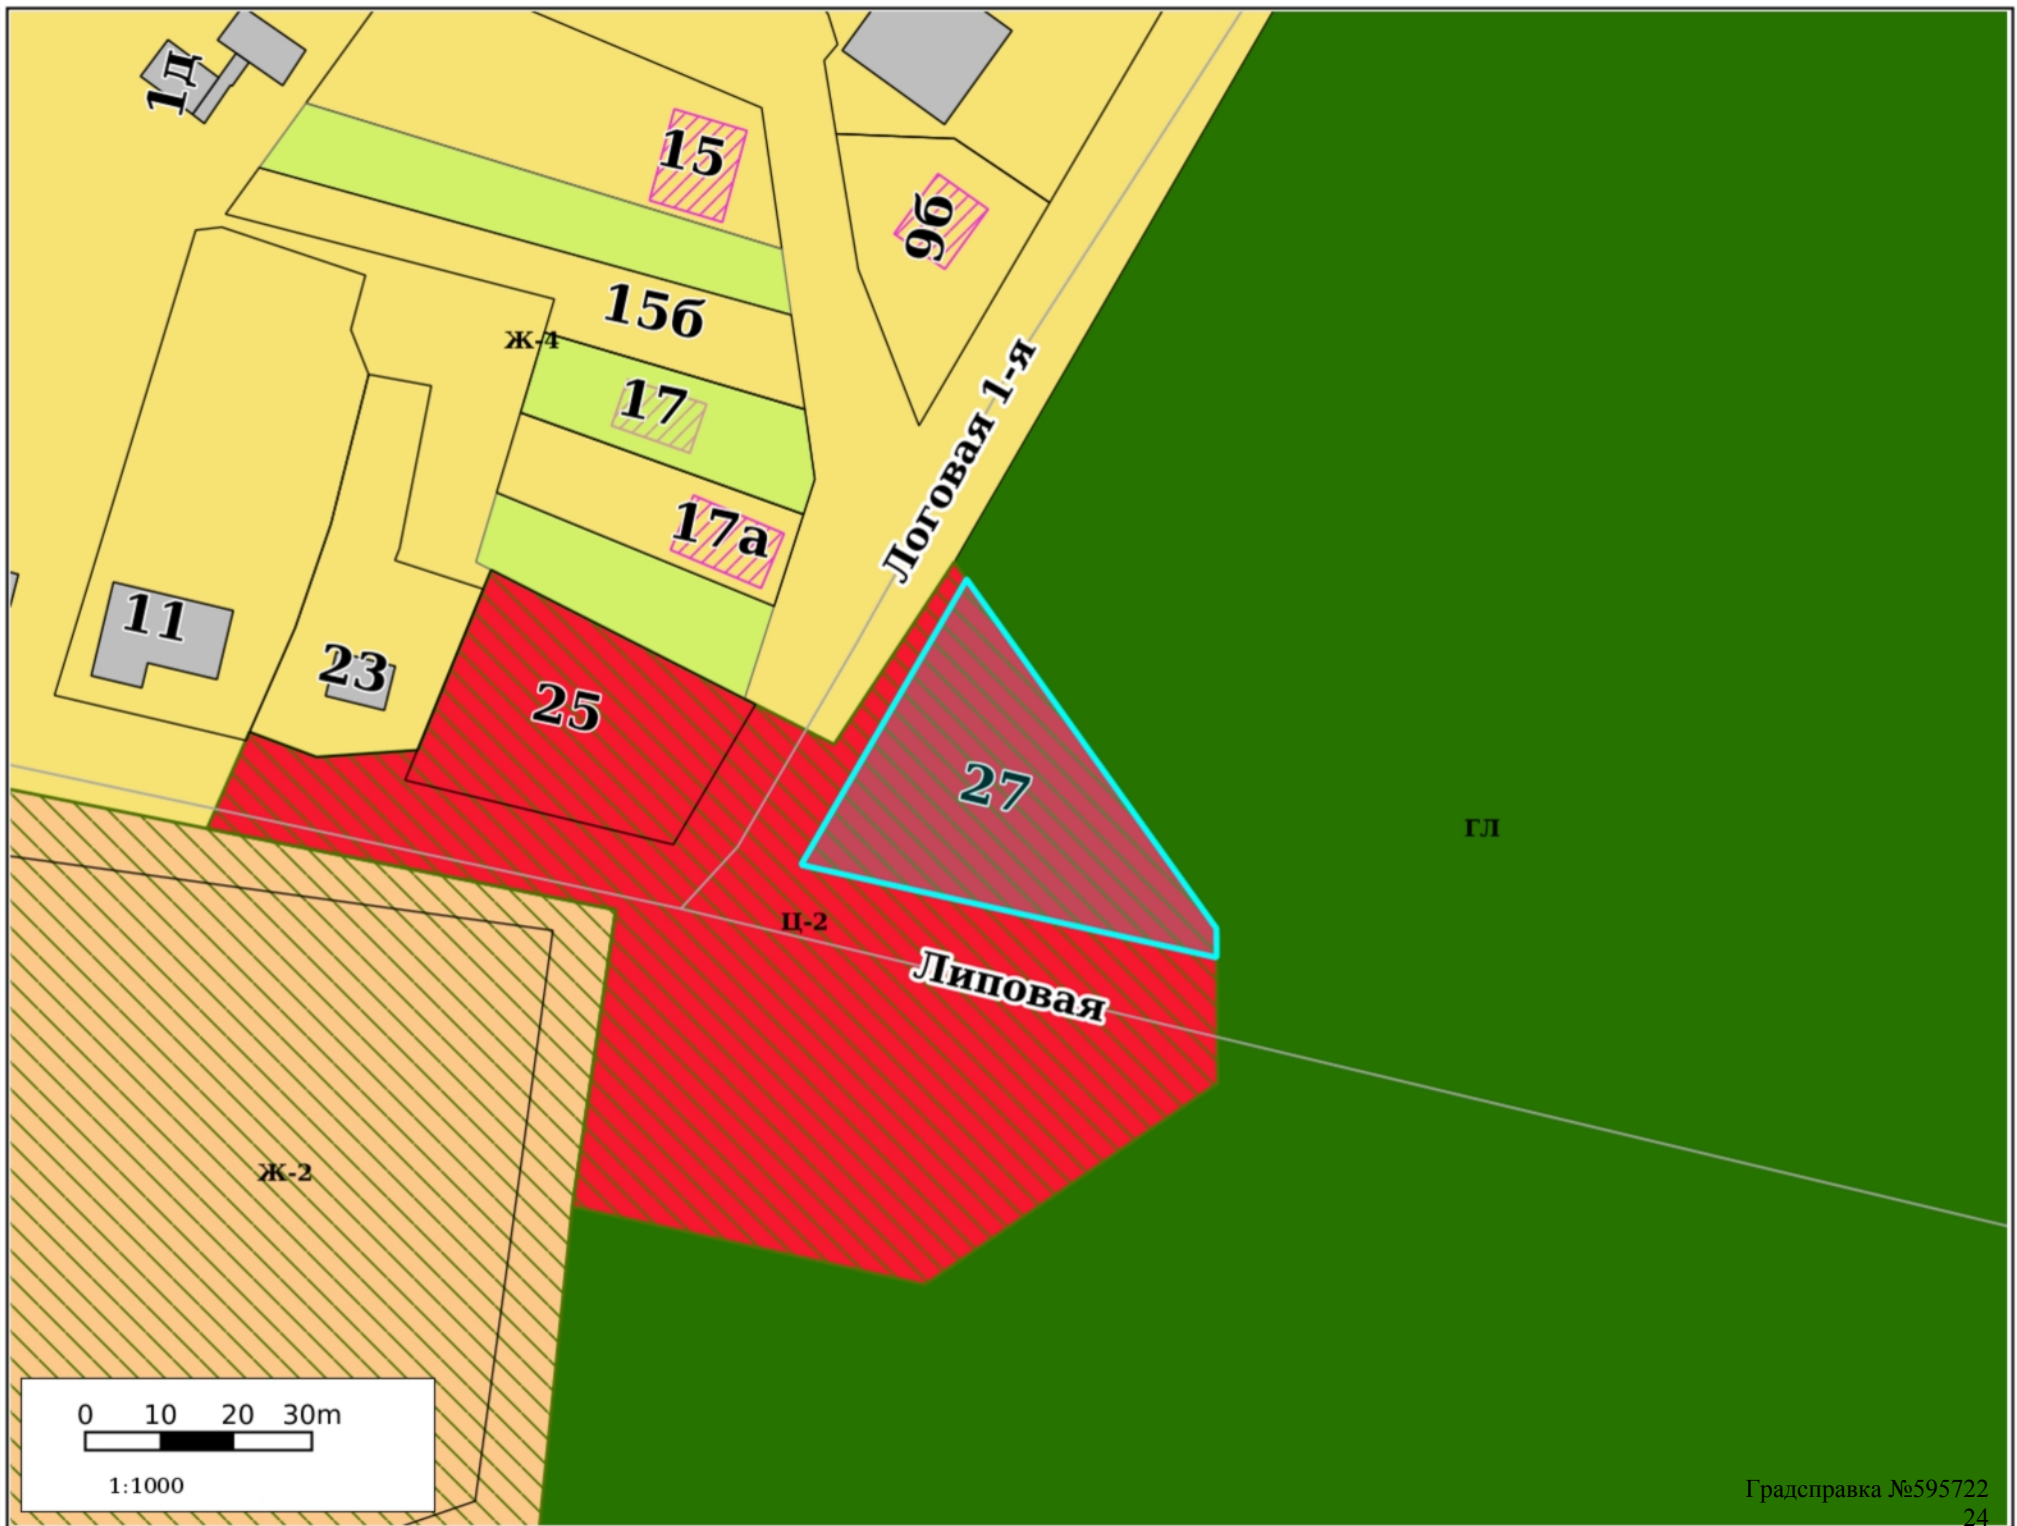 1д
15
9б
15б
Ж-4
17
Логовая 1-я
17а
11
23
25
27
ГЛ
Ц-2
Липовая
Ж-2
0 10 20 30m
1:1000
Градсправка №595722
24